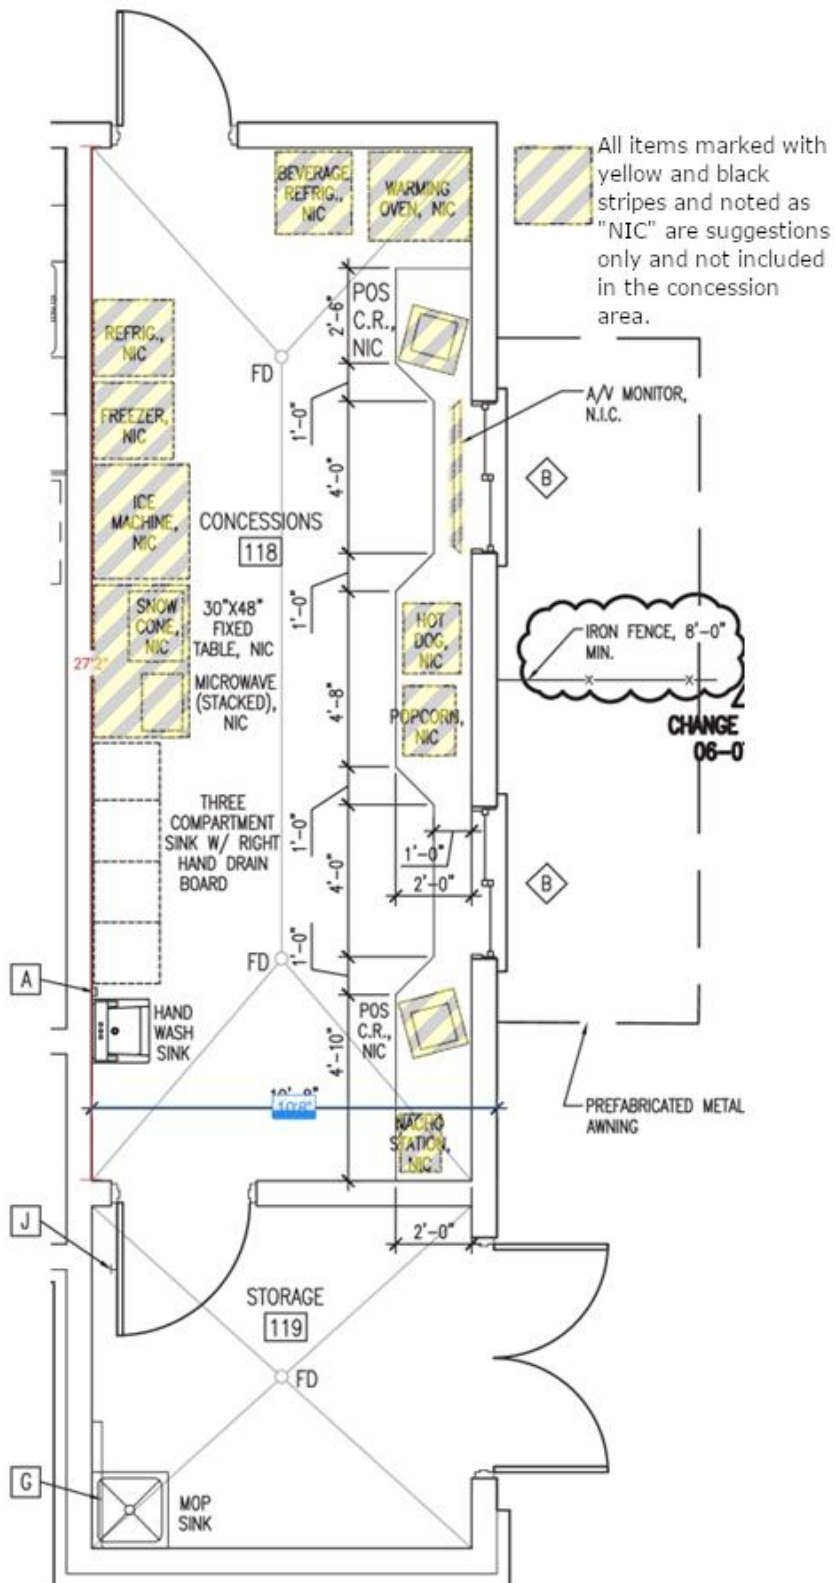 All items marked with
yellow and black
stripes and noted as
"NIC" are suggestions
only and not included
in the concession
area.
BEVERAGE
REFRIG.,
NIC
WARMING
OVEN, NIC
POS
C.R.,
NIC
2'-6"
REFRIG.,
NIC
FD
A/V MONITOR,
N.I.C.
1'-0"
FREEZER,
NIC
4'-0"
B
ICE
MACHINE,
NIC
CONCESSIONS
118
1'-0"
SNOW
CONE,
NIC
30"X48"
FIXED
TABLE, NIC
HOT
DOG,
NIC
IRON FENCE, 8'-0"
MIN.
27'2"
MICROWAVE
(STACKED),
NIC
4'-8"
POPCORN,
NIC
CHANGE
06-0
THREE
COMPARTMENT
SINK W/ RIGHT
HAND DRAIN
BOARD
1'-0"
1'-0"
4'-0"
2'-0"
B
1'-0"
FD
A
HAND
WASH
SINK
POS
C.R.,
NIC
4'-10"
10'-8"
10'8"
PREFABRICATED METAL
AWNING
NACHO
STATION,
NIC
J
2'-0"
STORAGE
119
FD
G
MOP
SINK